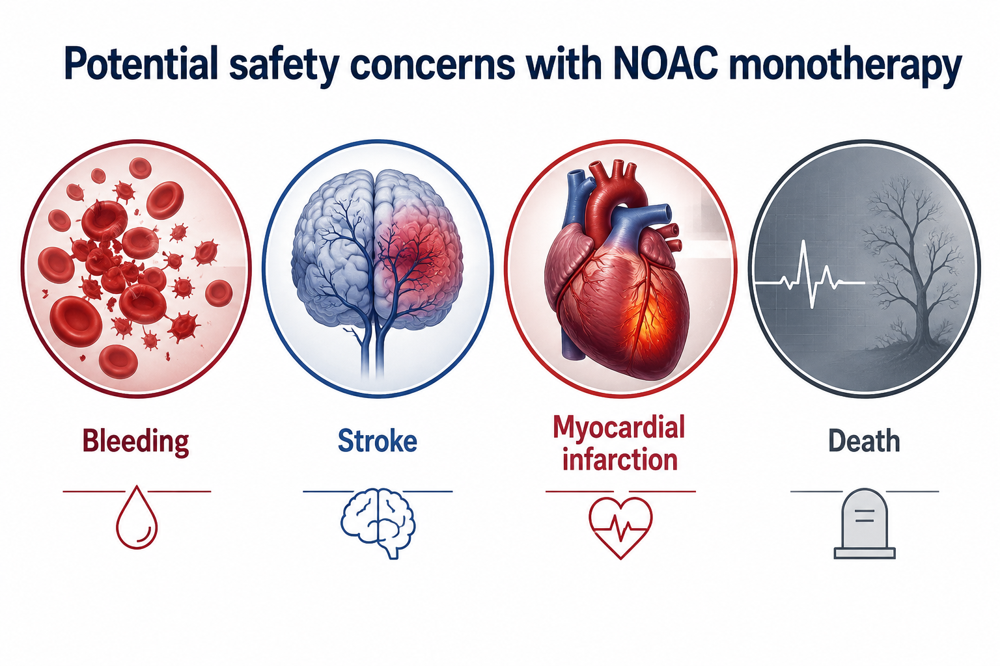 Potential safety concerns with NOAC monotherapy
Bleeding
Stroke
Myocardial
infarction
Death